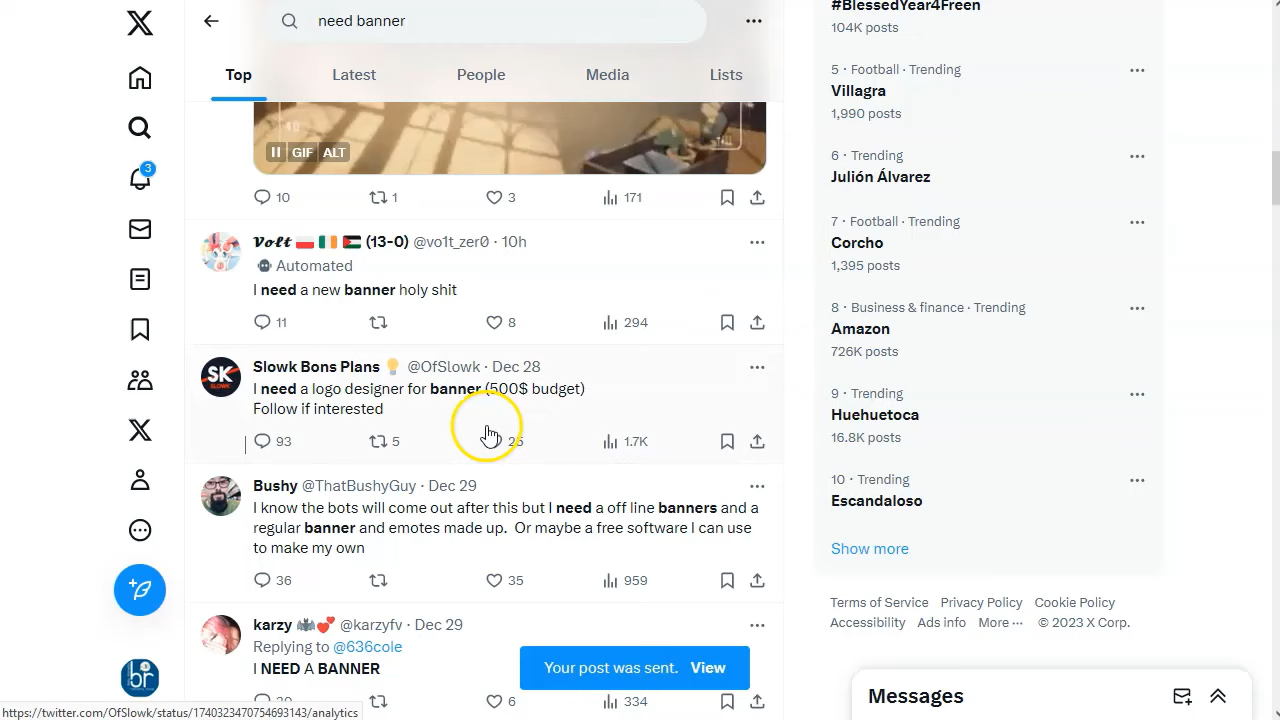 need banner
Top Latest People Media Lists
GIF ALT
10 1 3 171
𝓥𝓸𝓵𝓽 (13-0) @vo1t_zer0 · 10h
Automated
I need a new banner holy shit
11 8 294
SK
SLOWK
Slowk Bons Plans @OfSlowk · Dec 28
I need a logo designer for banner (500$ budget)
Follow if interested
93 5 25 1.7K
Bushy @ThatBushyGuy · Dec 29
I know the bots will come out after this but I need a off line banners and a
regular banner and emotes made up. Or maybe a free software I can use
to make my own
36 35 959
karzy @karzyfv · Dec 29
Replying to @636cole
I NEED A BANNER
6 334
Your post was sent. View
3
br
https://twitter.com/OfSlowk/status/1740323470754693143/analytics
#BlessedYear4Freen
104K posts
5 · Football · Trending
Villagra
1,990 posts
6 · Trending
Julión Álvarez
7 · Football · Trending
Corcho
1,395 posts
8 · Business & finance · Trending
Amazon
726K posts
9 · Trending
Huehuetoca
16.8K posts
10 · Trending
Escandaloso
Show more
Terms of Service Privacy Policy Cookie Policy
Accessibility Ads info More ··· © 2023 X Corp.
Messages